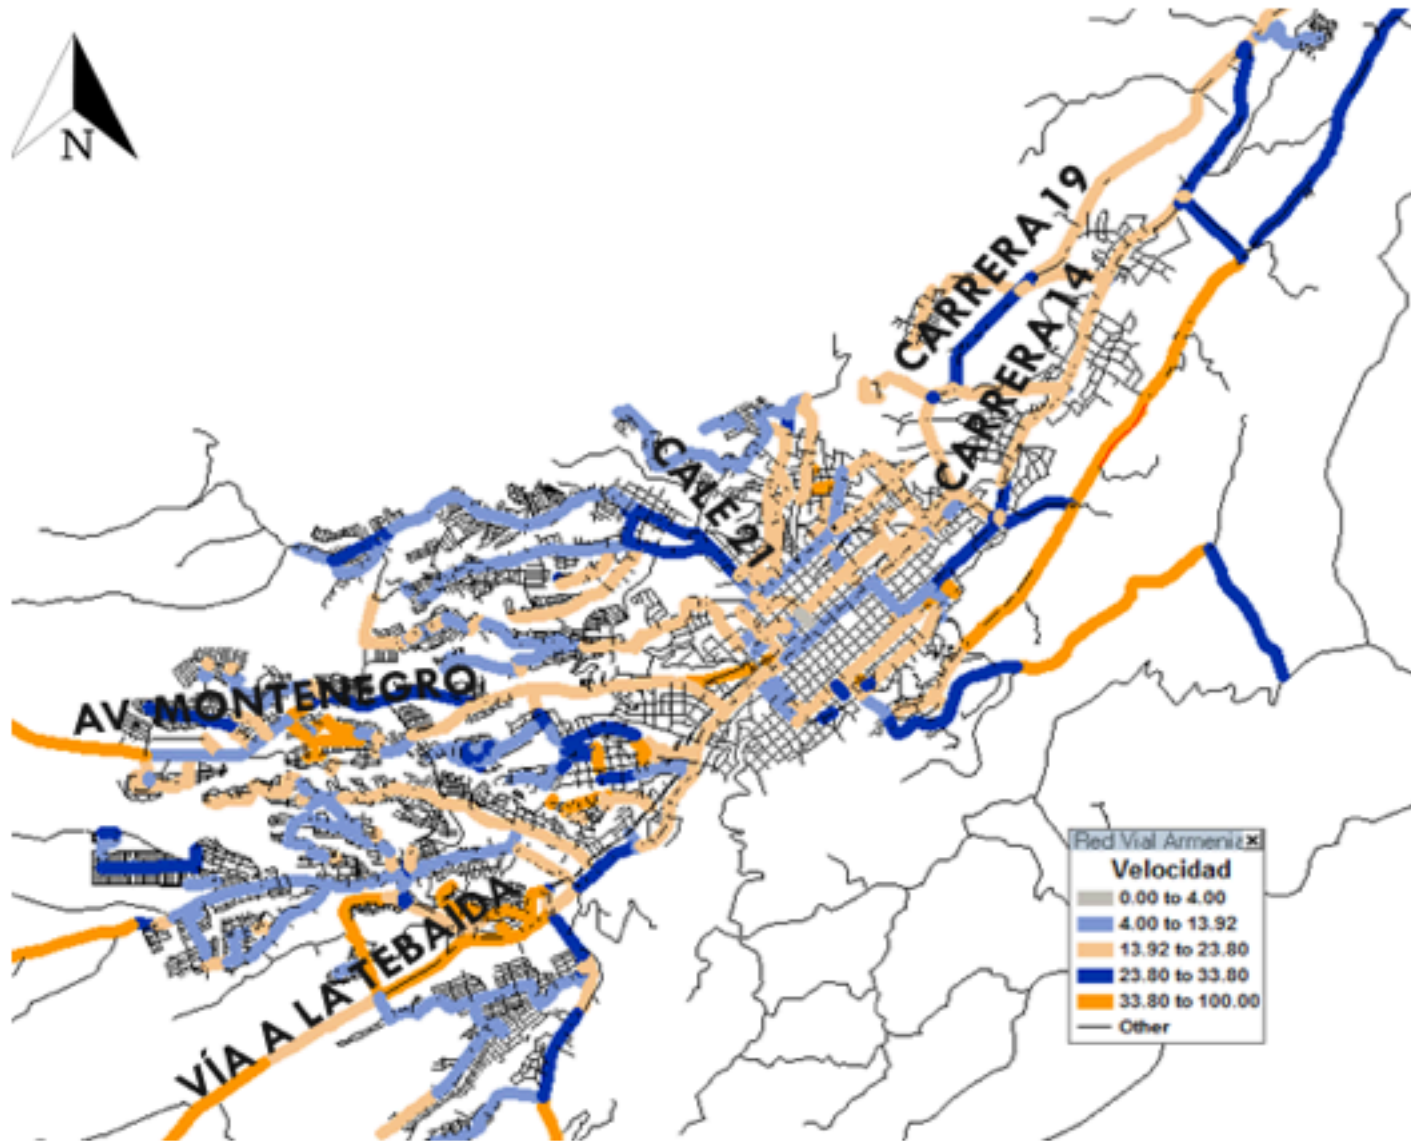 N
CARRERA 19
CARRERA 14
CALE 21
AV. MONTENEGRO
VÍA A LA TEBAIDA
Red Vial Armenia
Velocidad
0.00 to 4.00
4.00 to 13.92
13.92 to 23.80
23.80 to 33.80
33.80 to 100.00
Other